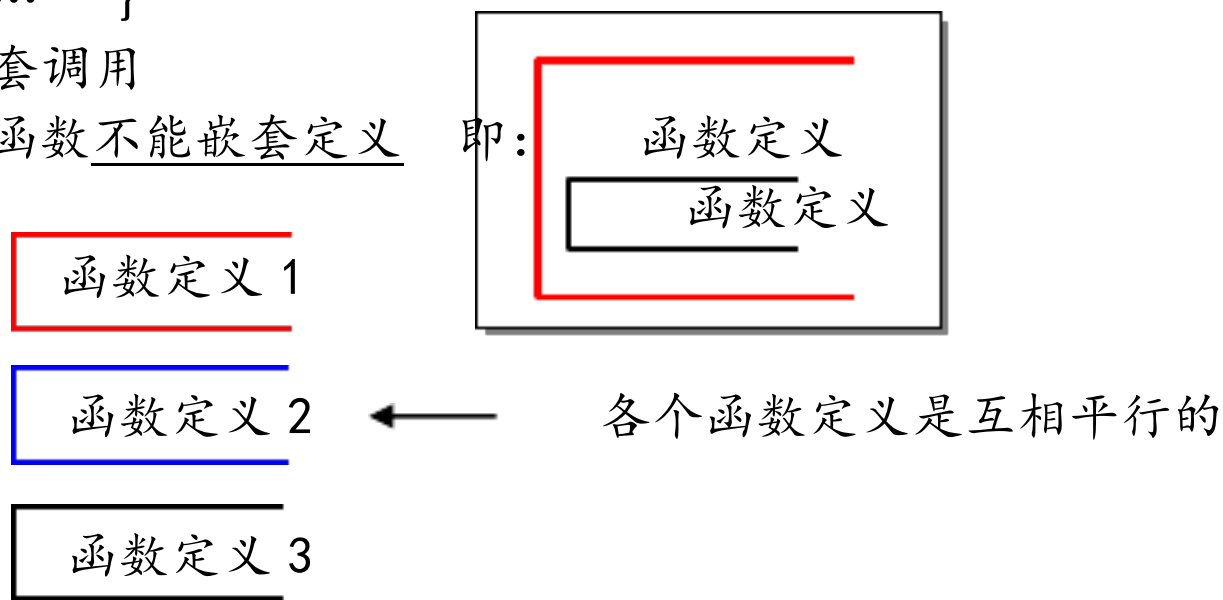 套调用
函数不能嵌套定义 即： 函数定义
函数定义
函数定义 1
函数定义 2 各个函数定义是互相平行的
函数定义 3